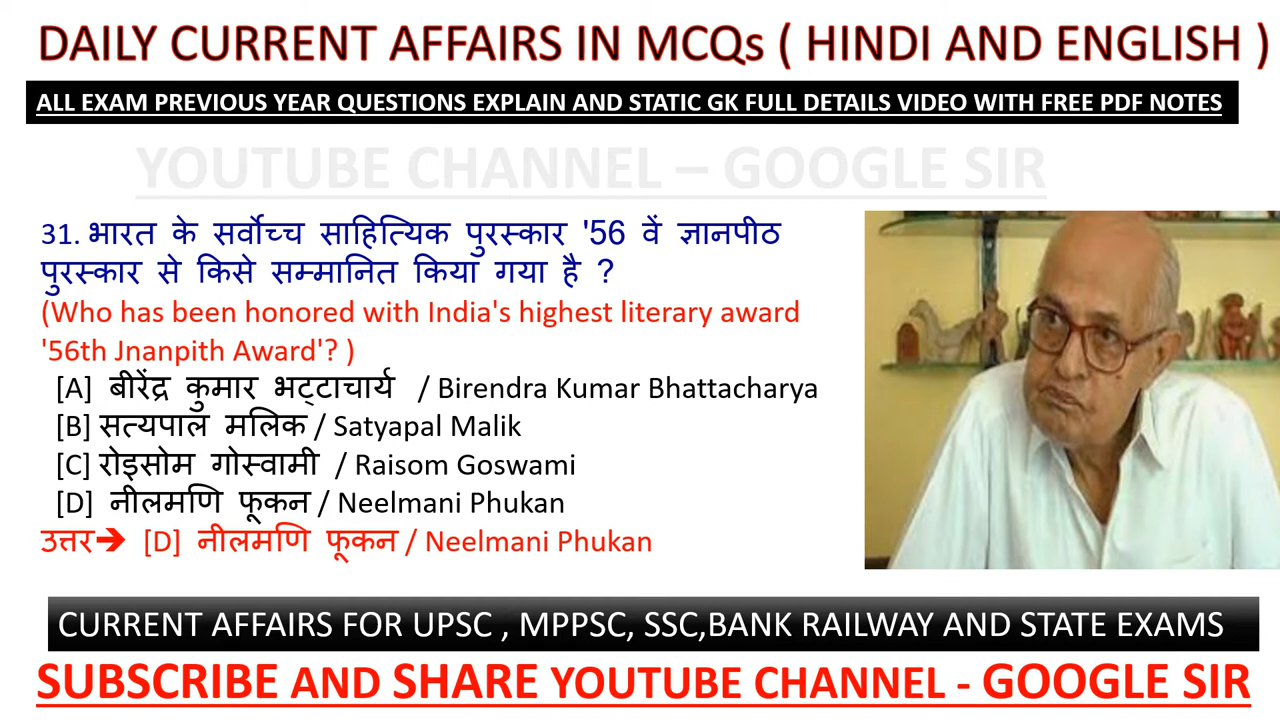 DAILY CURRENT AFFAIRS IN MCQs ( HINDI AND ENGLISH )
ALL EXAM PREVIOUS YEAR QUESTIONS EXPLAIN AND STATIC GK FULL DETAILS VIDEO WITH FREE PDF NOTES
YOUTUBE CHANNEL – GOOGLE SIR
31. भारत के सर्वोच्च साहित्यिक पुरस्कार '56 वें ज्ञानपीठ
पुरस्कार से किसे सम्मानित किया गया है ?
(Who has been honored with India's highest literary award
'56th Jnanpith Award'? )
[A] बीरेंद्र कुमार भट्टाचार्य / Birendra Kumar Bhattacharya
[B] सत्यपाल मलिक / Satyapal Malik
[C] रोइसोम गोस्वामी / Raisom Goswami
[D] नीलमणि फूकन / Neelmani Phukan
उत्तर➔ [D] नीलमणि फूकन / Neelmani Phukan
CURRENT AFFAIRS FOR UPSC , MPPSC, SSC,BANK RAILWAY AND STATE EXAMS
SUBSCRIBE AND SHARE YOUTUBE CHANNEL - GOOGLE SIR